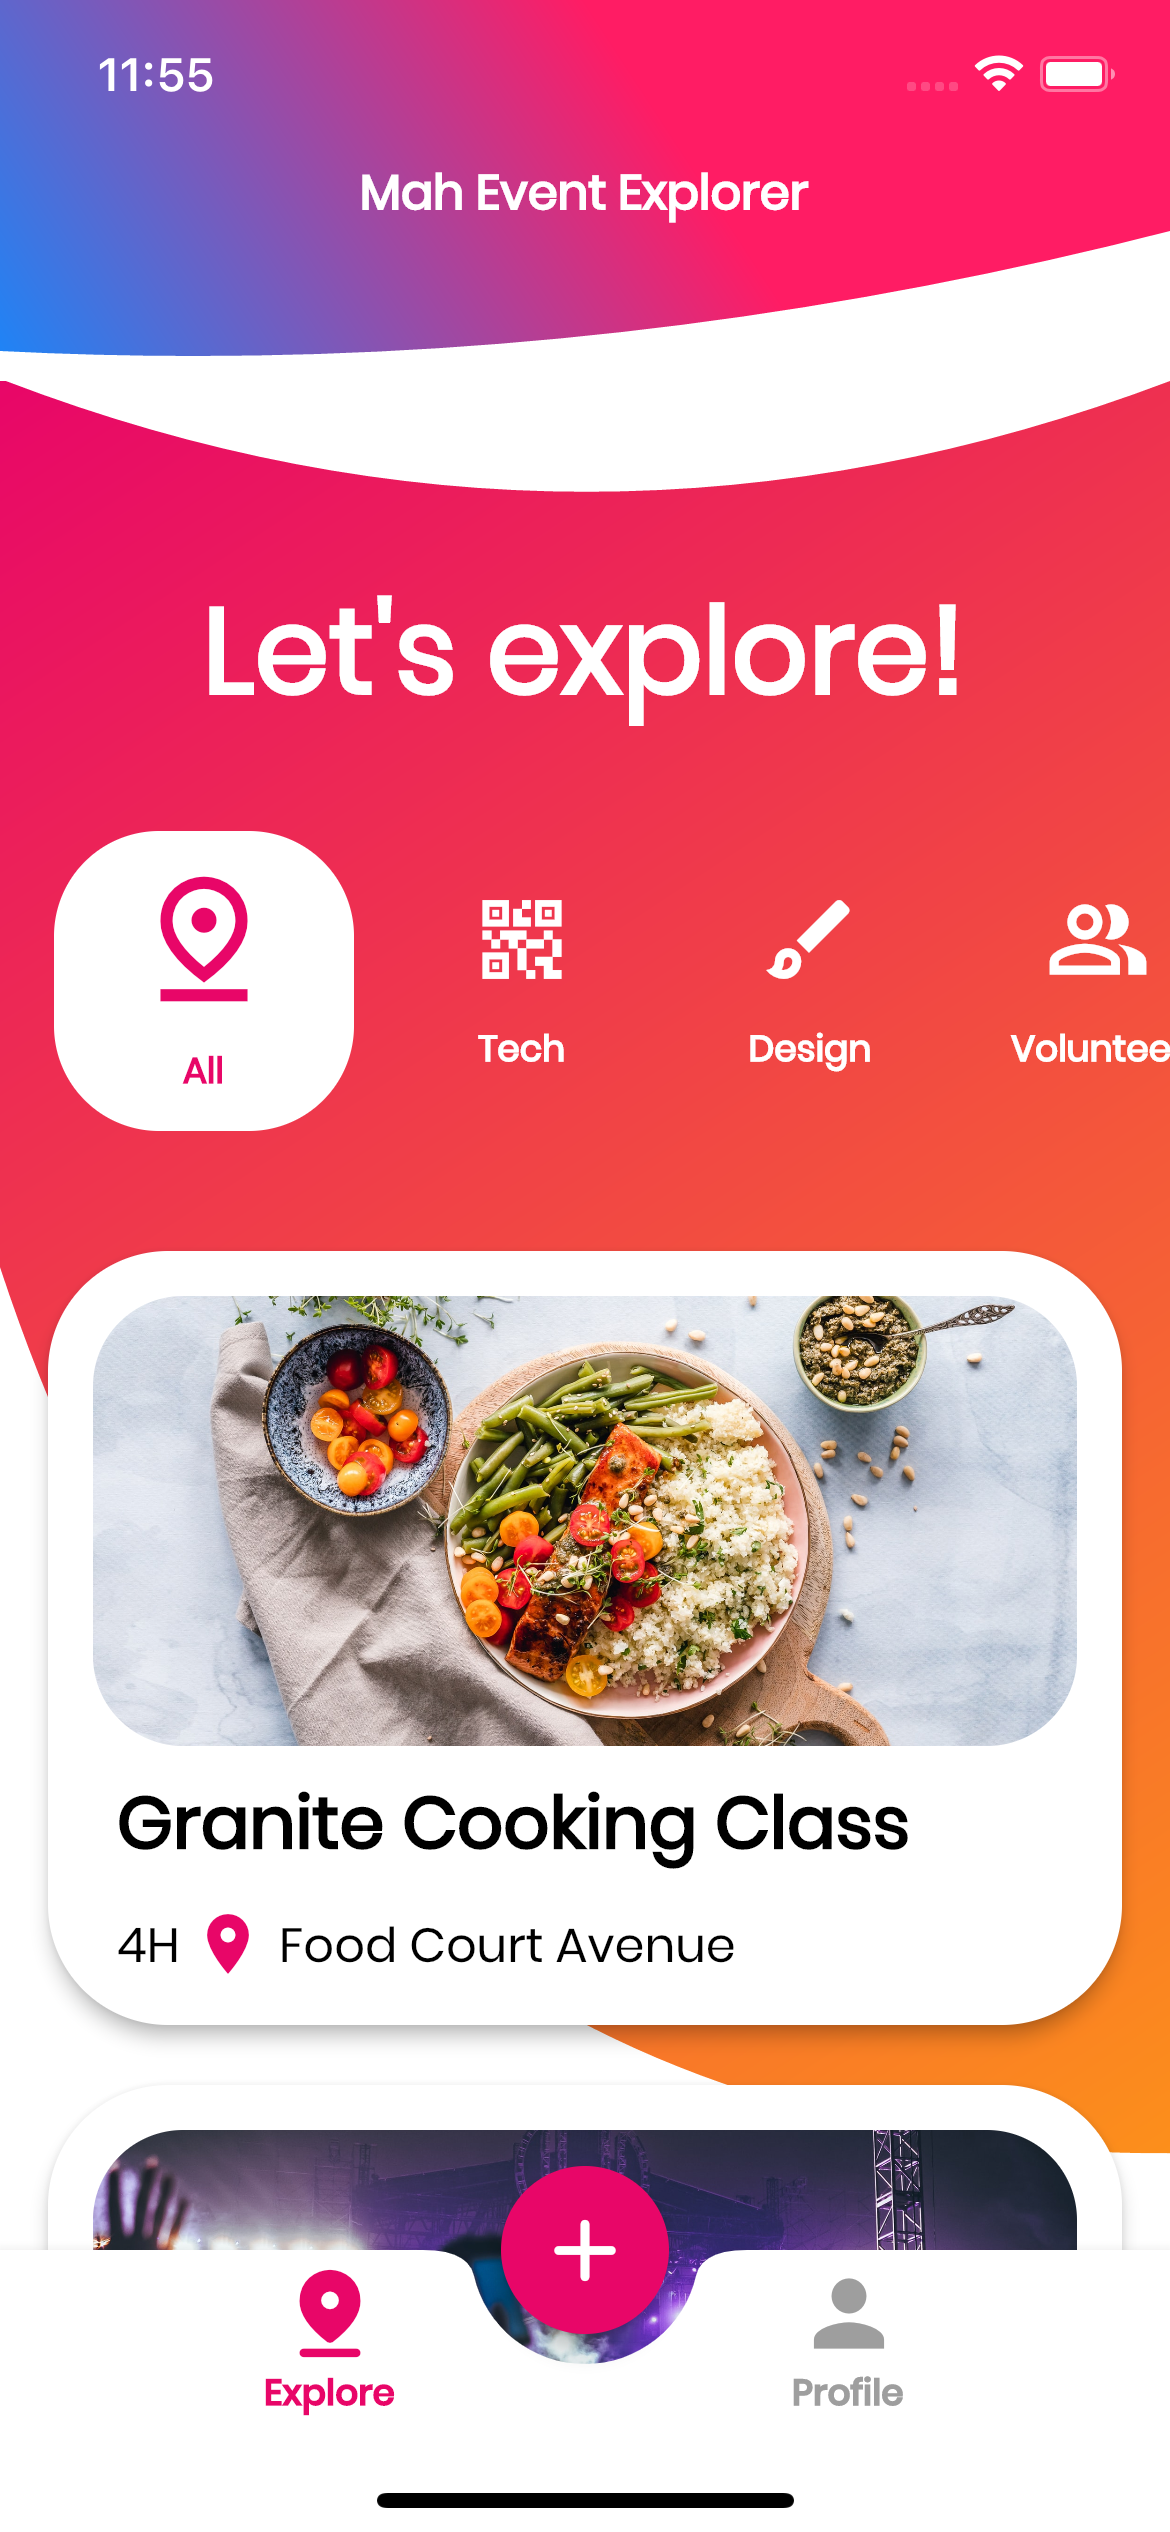 11:55
Mah Event Explorer
Let's explore!
All
Tech
Design
Voluntee
Granite Cooking Class
4H Food Court Avenue
Explore
Profile